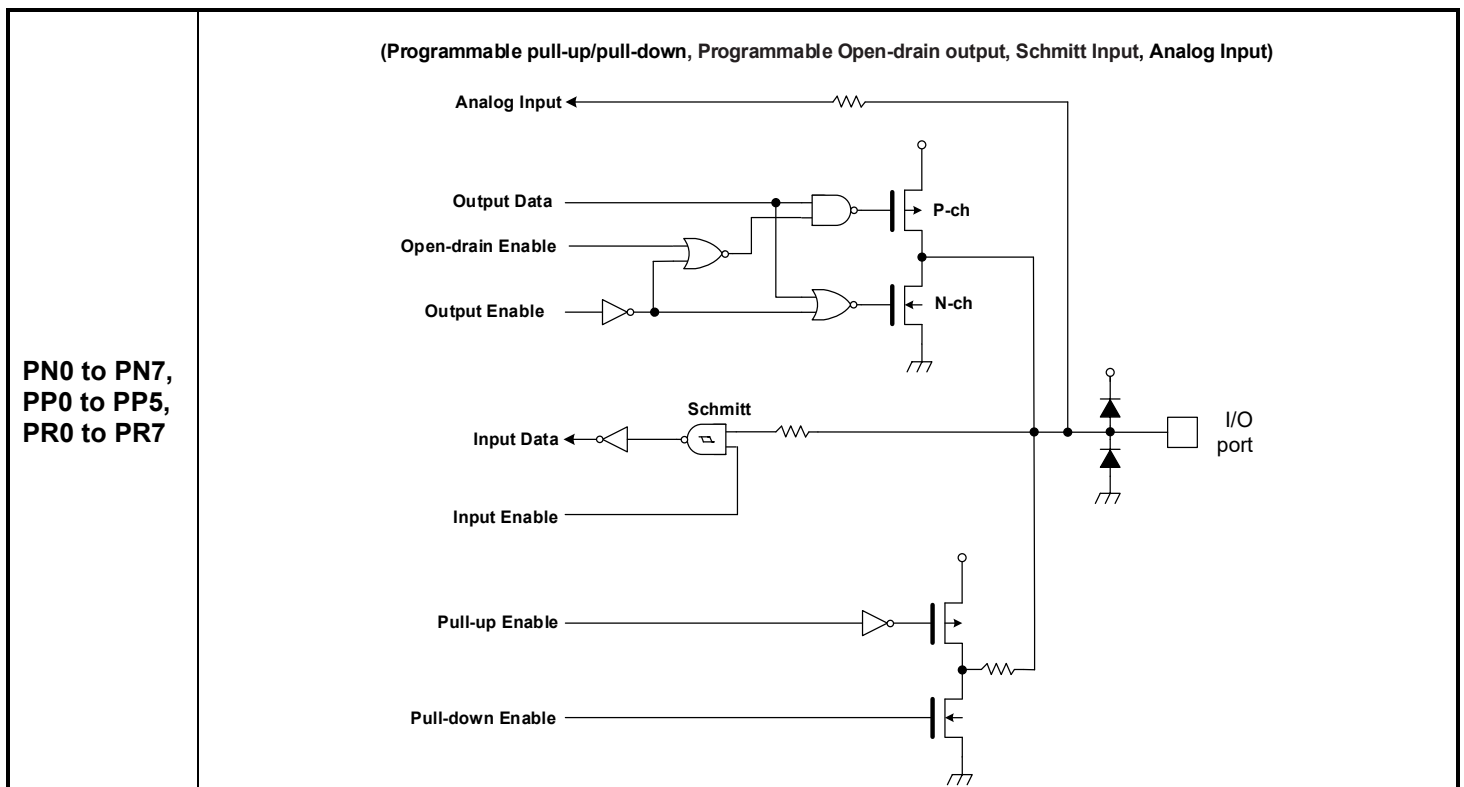 (Programmable pull-up/pull-down, Programmable Open-drain output, Schmitt Input, Analog Input)
Analog Input
Output Data
P-ch
Open-drain Enable
Output Enable
N-ch
PN0 to PN7,
PP0 to PP5,
PR0 to PR7
Schmitt
Input Data
I/O
port
Input Enable
Pull-up Enable
Pull-down Enable